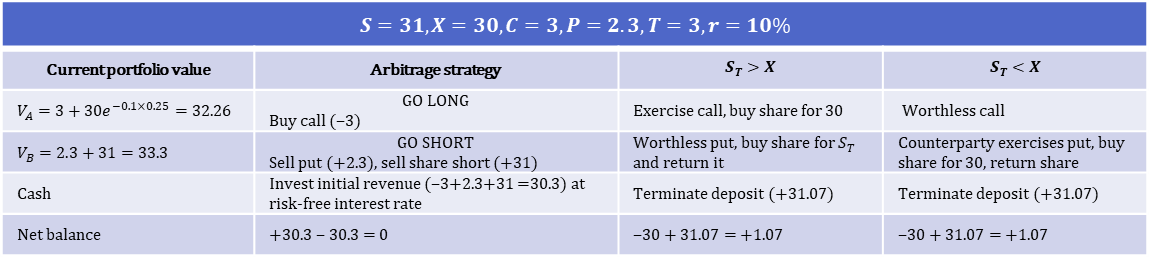 S = 31, X = 30, C = 3, P = 2.3, T = 3, r = 10%
Current portfolio value
Arbitrage strategy
S_T > X
S_T < X
V_A = 3 + 30e^{−0.1×0.25} = 32.26
GO LONG
Buy call (−3)
Exercise call, buy share for 30
Worthless call
V_B = 2.3 + 31 = 33.3
GO SHORT
Sell put (+2.3), sell share short (+31)
Worthless put, buy share for S_T
and return it
Counterparty exercises put, buy
share for 30, return share
Cash
Invest initial revenue (−3+2.3+31 =30.3) at
risk-free interest rate
Terminate deposit (+31.07)
Terminate deposit (+31.07)
Net balance
+30.3 – 30.3 = 0
−30 + 31.07 = +1.07
−30 + 31.07 = +1.07